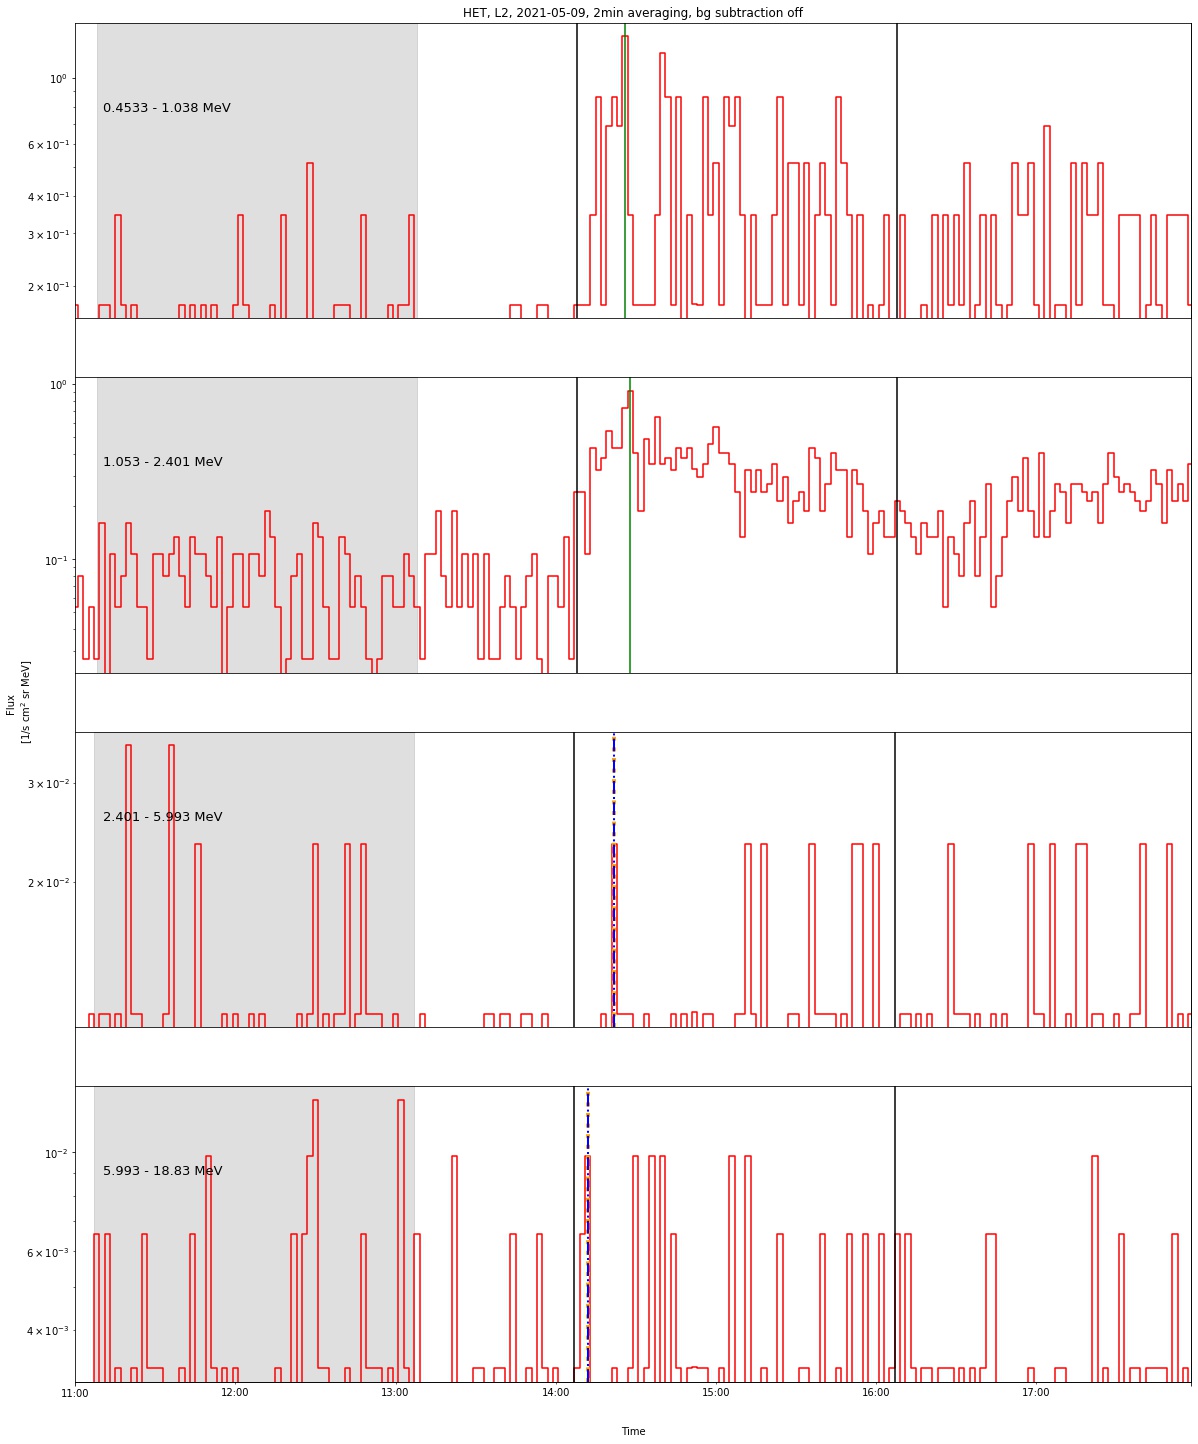 HET, L2, 2021-05-09, 2min averaging, bg subtraction off
10⁰
0.4533 - 1.038 MeV
6 × 10⁻¹
4 × 10⁻¹
3 × 10⁻¹
2 × 10⁻¹
10⁰
1.053 - 2.401 MeV
10⁻¹
Flux
[1/s cm² sr MeV]
3 × 10⁻²
2.401 - 5.993 MeV
2 × 10⁻²
10⁻²
5.993 - 18.83 MeV
6 × 10⁻³
4 × 10⁻³
11:00 12:00 13:00 14:00 15:00 16:00 17:00
Time